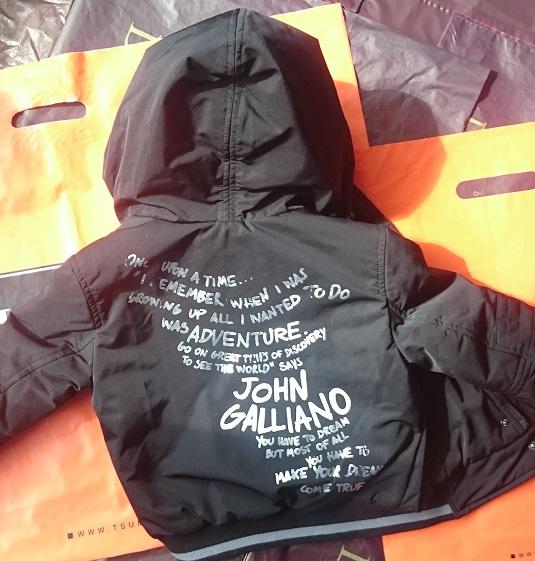 ONCE UPON A TIME...
"I REMEMBER WHEN I WAS
GROWING UP ALL I WANTED TO DO
WAS ADVENTURE.
GO ON GREAT TRIPS OF DISCOVERY
TO SEE THE WORLD" SAYS
JOHN
GALLIANO
YOU HAVE TO DREAM
BUT MOST OF ALL
YOU HAVE TO
MAKE YOUR DREAM
COME TRUE
WWW.TSUM
WWW.T